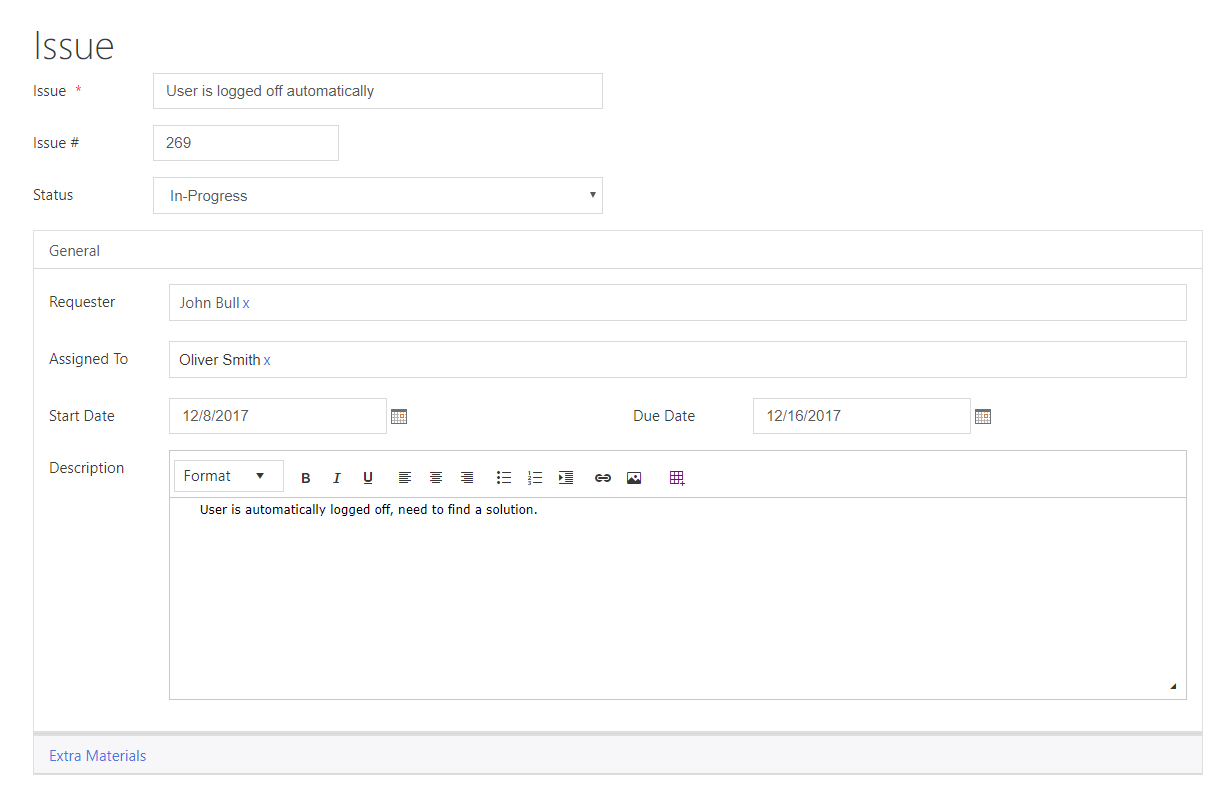 Issue
Issue * User is logged off automatically
Issue # 269
Status In-Progress
General
Requester John Bull x
Assigned To Oliver Smith x
Start Date 12/8/2017 Due Date 12/16/2017
Description Format B I U
User is automatically logged off, need to find a solution.
Extra Materials